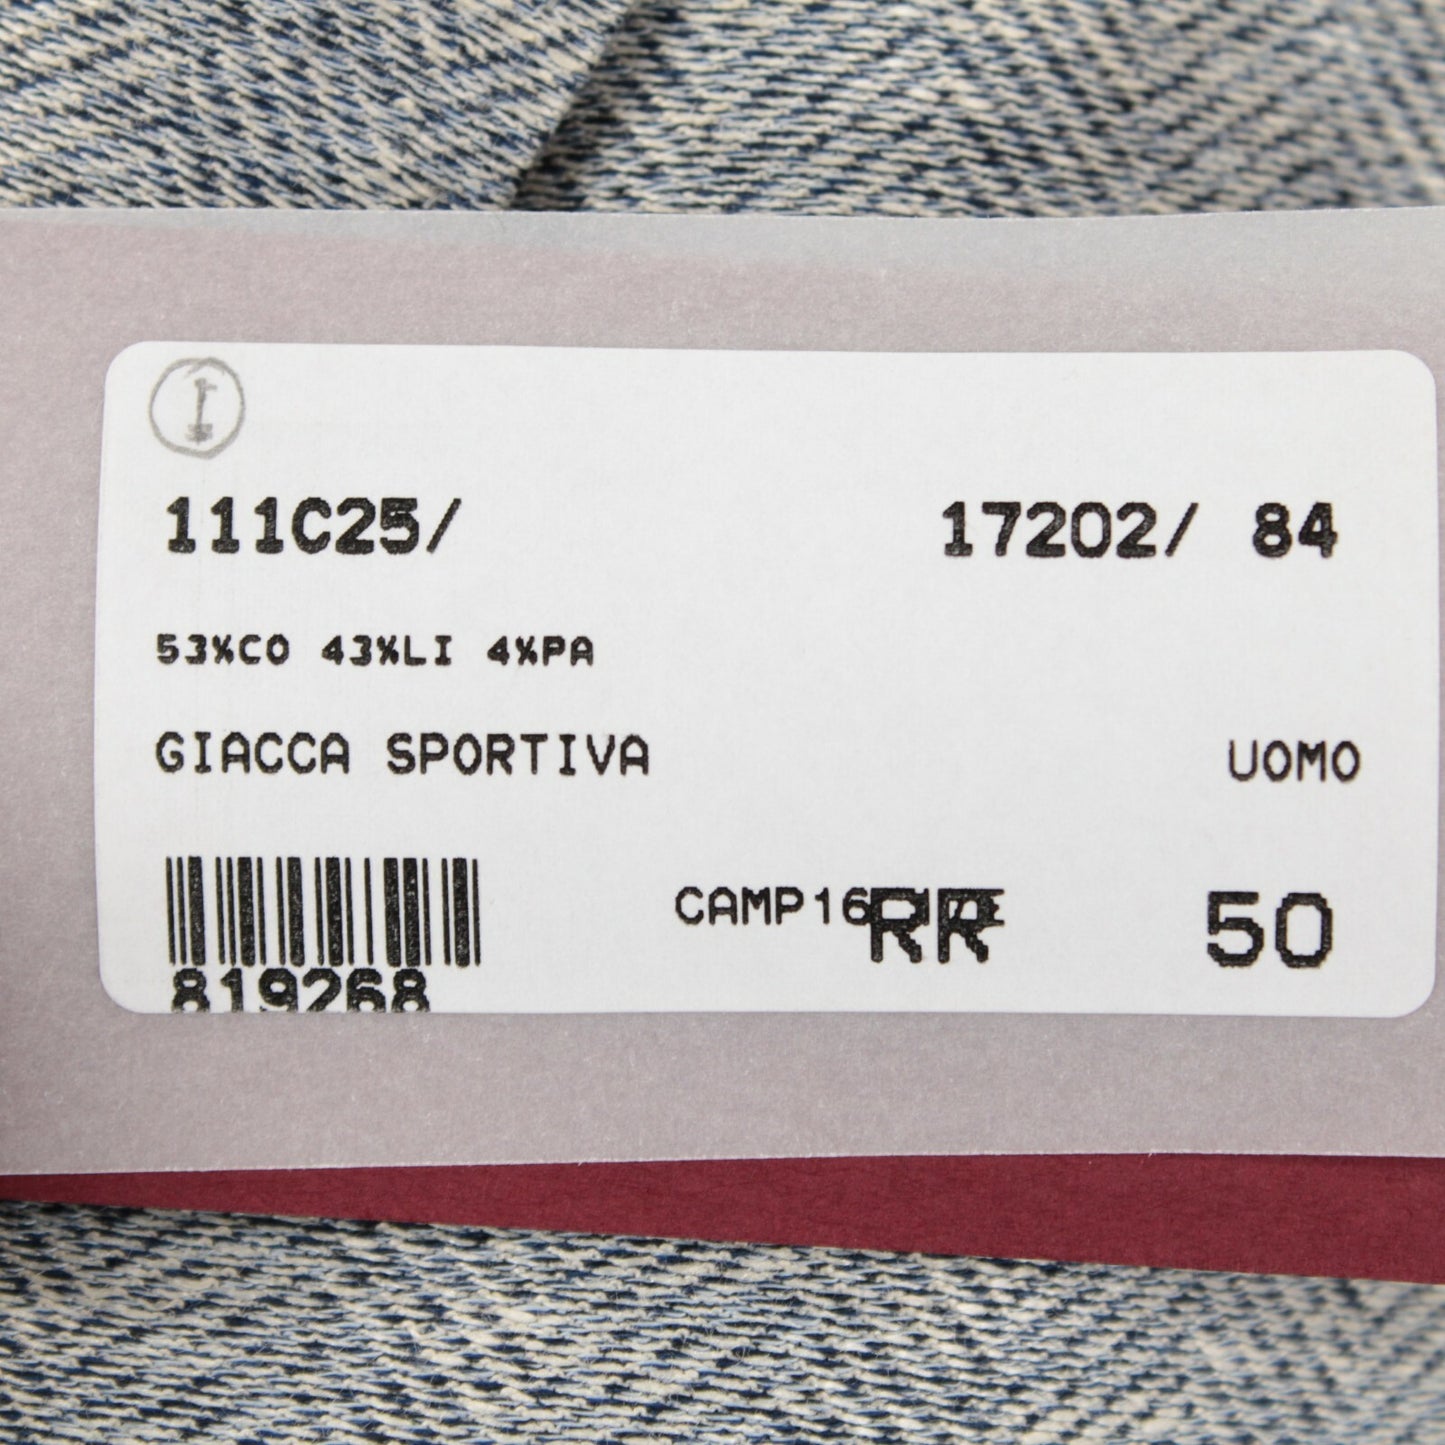 I
111C25/ 17202/ 84
53%CO 43%LI 4%PA
GIACCA SPORTIVA UOMO
CAMP16 RR 50
819268